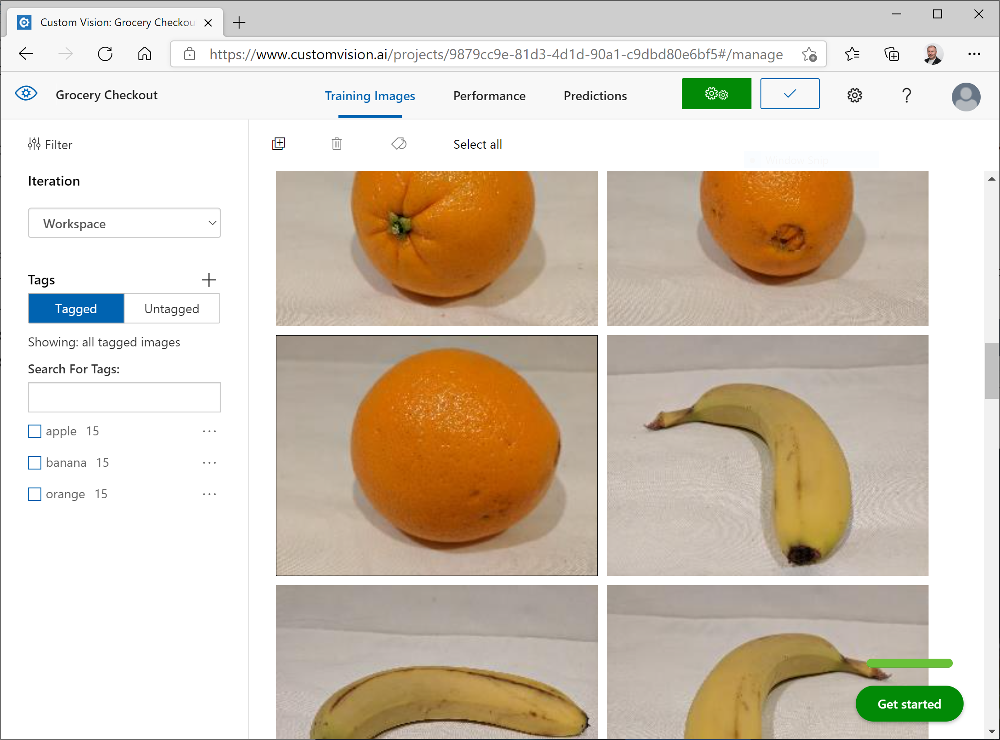 Custom Vision: Grocery Checkou
https://www.customvision.ai/projects/9879cc9e-81d3-4d1d-90a1-c9dbd80e6bf5#/manage
Grocery Checkout
Training Images
Performance
Predictions
?
Filter
Select all
Window Snip
Iteration
Workspace
Tags
Tagged
Untagged
Showing: all tagged images
Search For Tags:
apple 15
banana 15
orange 15
Get started